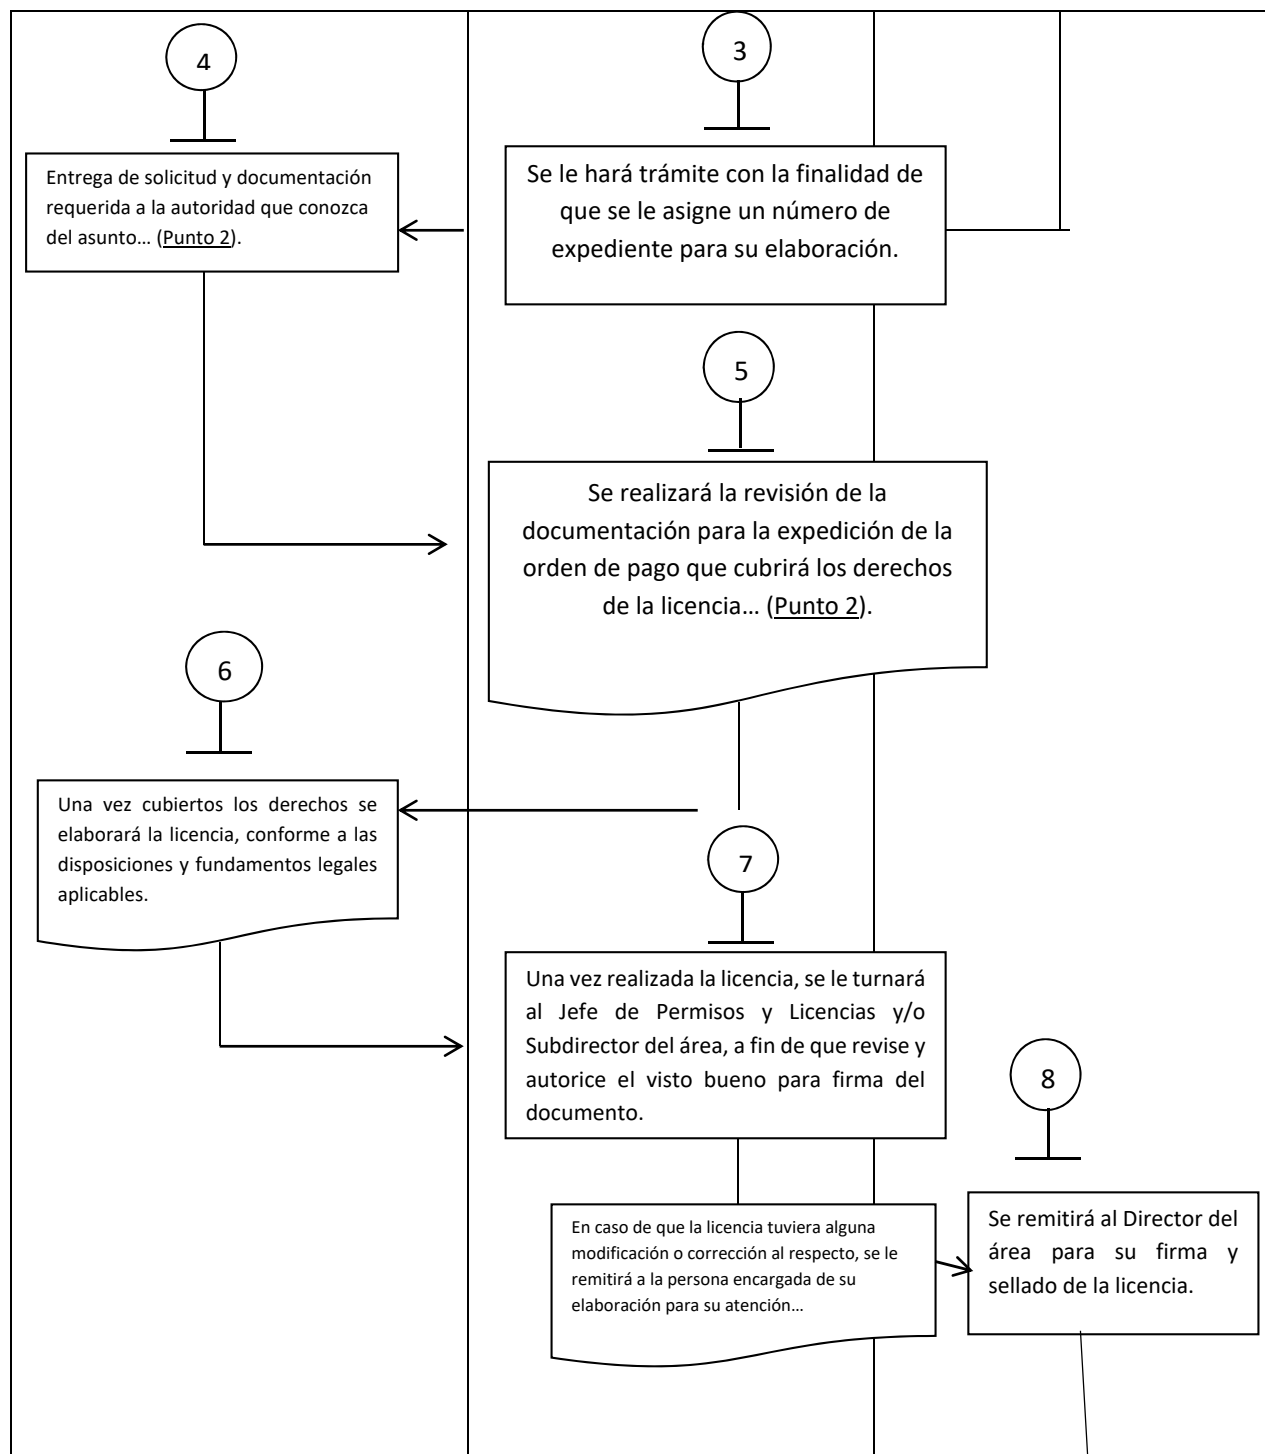 3
Se le hará trámite con la finalidad de
que se le asigne un número de
expediente para su elaboración.
4
Entrega de solicitud y documentación
requerida a la autoridad que conozca
del asunto... (Punto 2).
5
Se realizará la revisión de la
documentación para la expedición de la
orden de pago que cubrirá los derechos
de la licencia... (Punto 2).
6
Una vez cubiertos los derechos se
elaborará la licencia, conforme a las
disposiciones y fundamentos legales
aplicables.
7
Una vez realizada la licencia, se le turnará
al Jefe de Permisos y Licencias y/o
Subdirector del área, a fin de que revise y
autorice el visto bueno para firma del
documento.
En caso de que la licencia tuviera alguna
modificación o corrección al respecto, se le
remitirá a la persona encargada de su
elaboración para su atención...
8
Se remitirá al Director del
área para su firma y
sellado de la licencia.